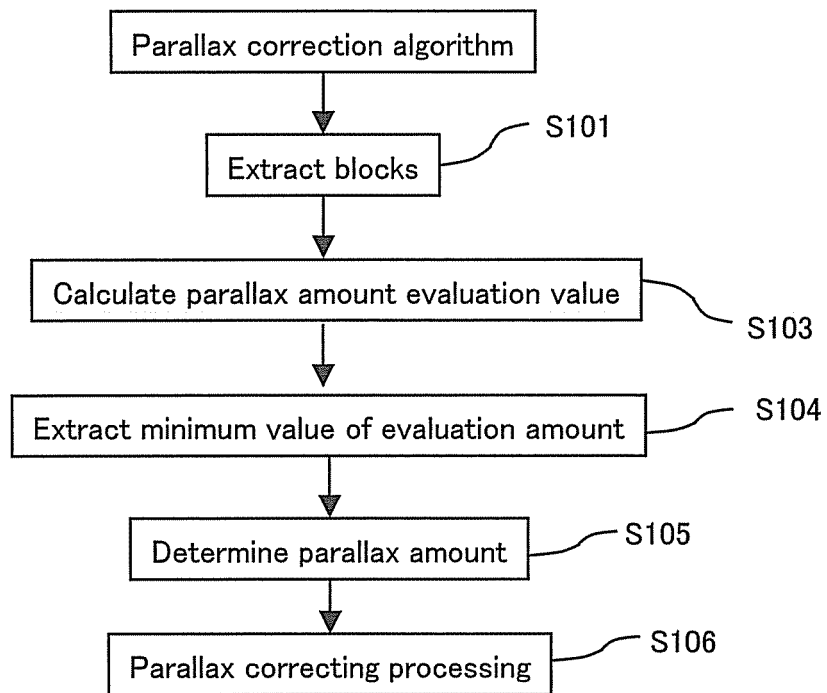 Parallax correction algorithm
S101
Extract blocks
Calculate parallax amount evaluation value
S103
S104
Extract minimum value of evaluation amount
S105
Determine parallax amount
S106
Parallax correcting processing